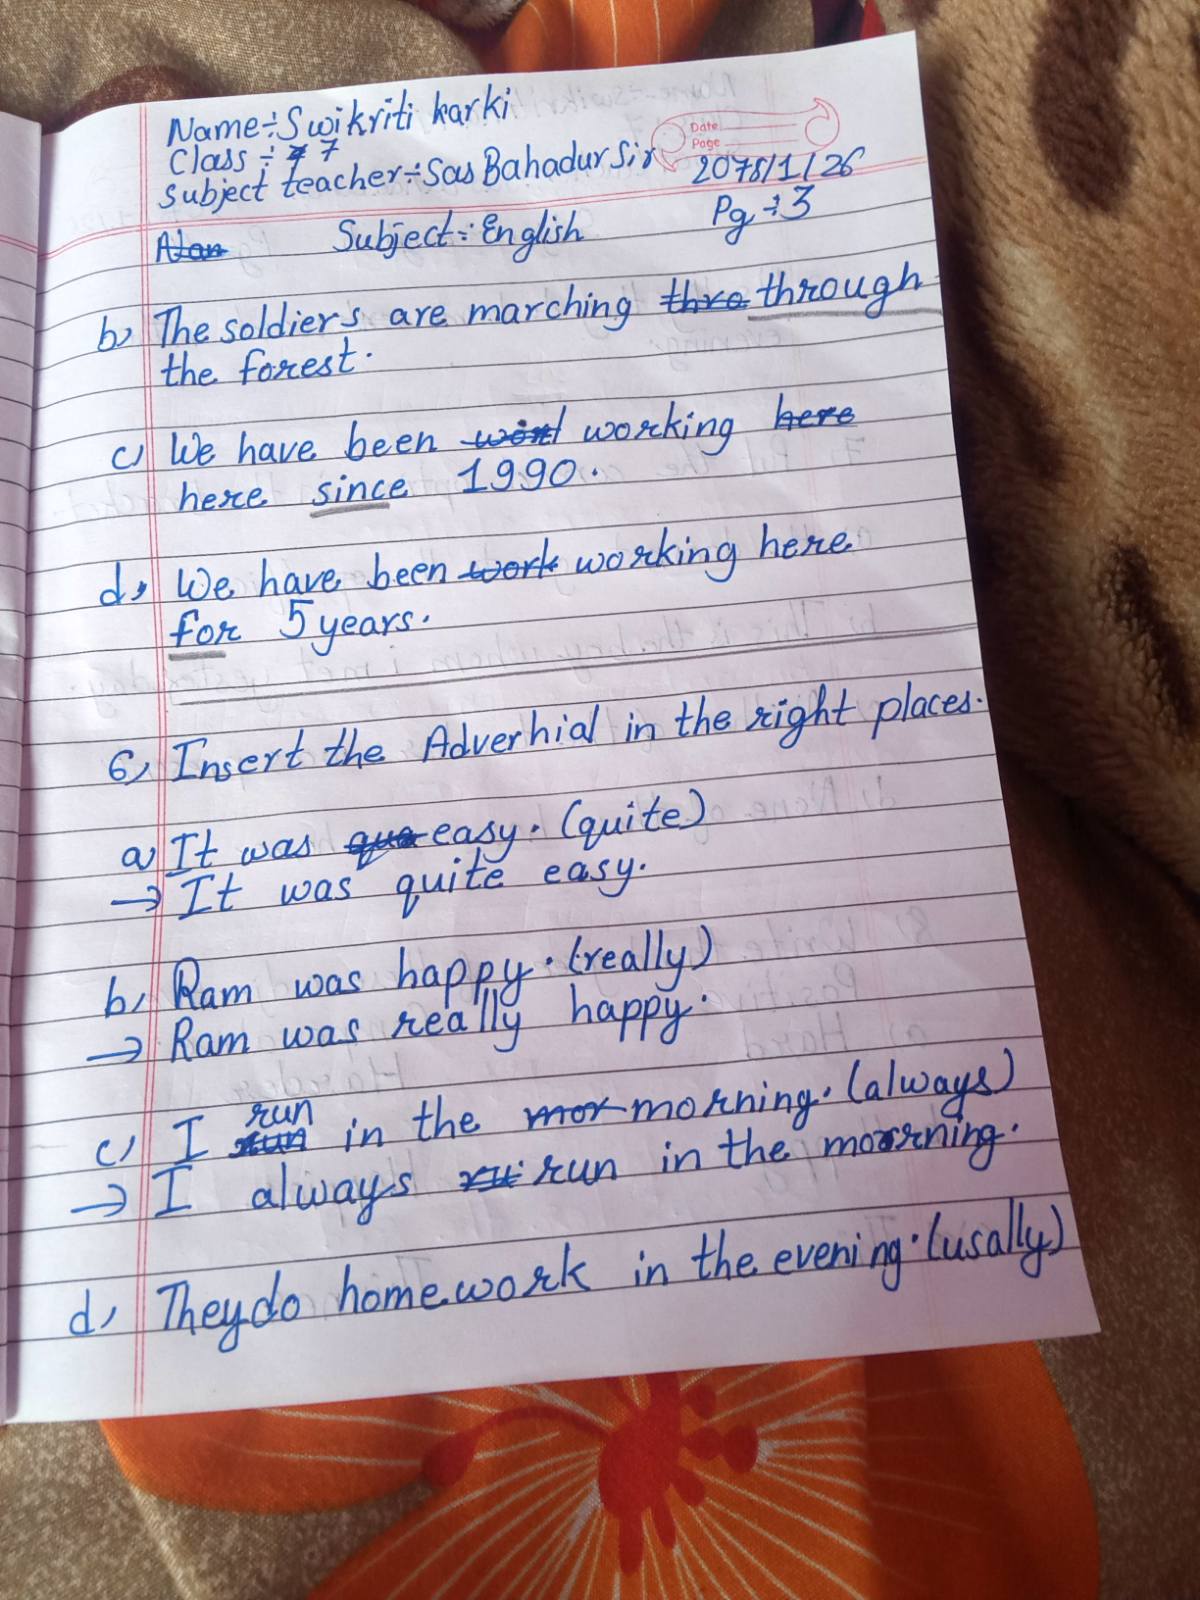 Name÷Swikriti karki
Class ÷ 7
Subject teacher÷Sas Bahadur Sir
Date
Page
2078/1/26
Pg ÷3
Subject÷English
b, The soldiers are marching through
the forest.
c, We have been working
here since 1990.
d, We have been working here
for 5 years.
6, Insert the Adverhial in the right places.
a, It was easy. (quite)
→ It was quite easy.
b, Ram was happy. (really)
→ Ram was really happy.
c, I run in the morning. (always)
→ I always run in the morning.
d, They do homework in the evening. (usally)